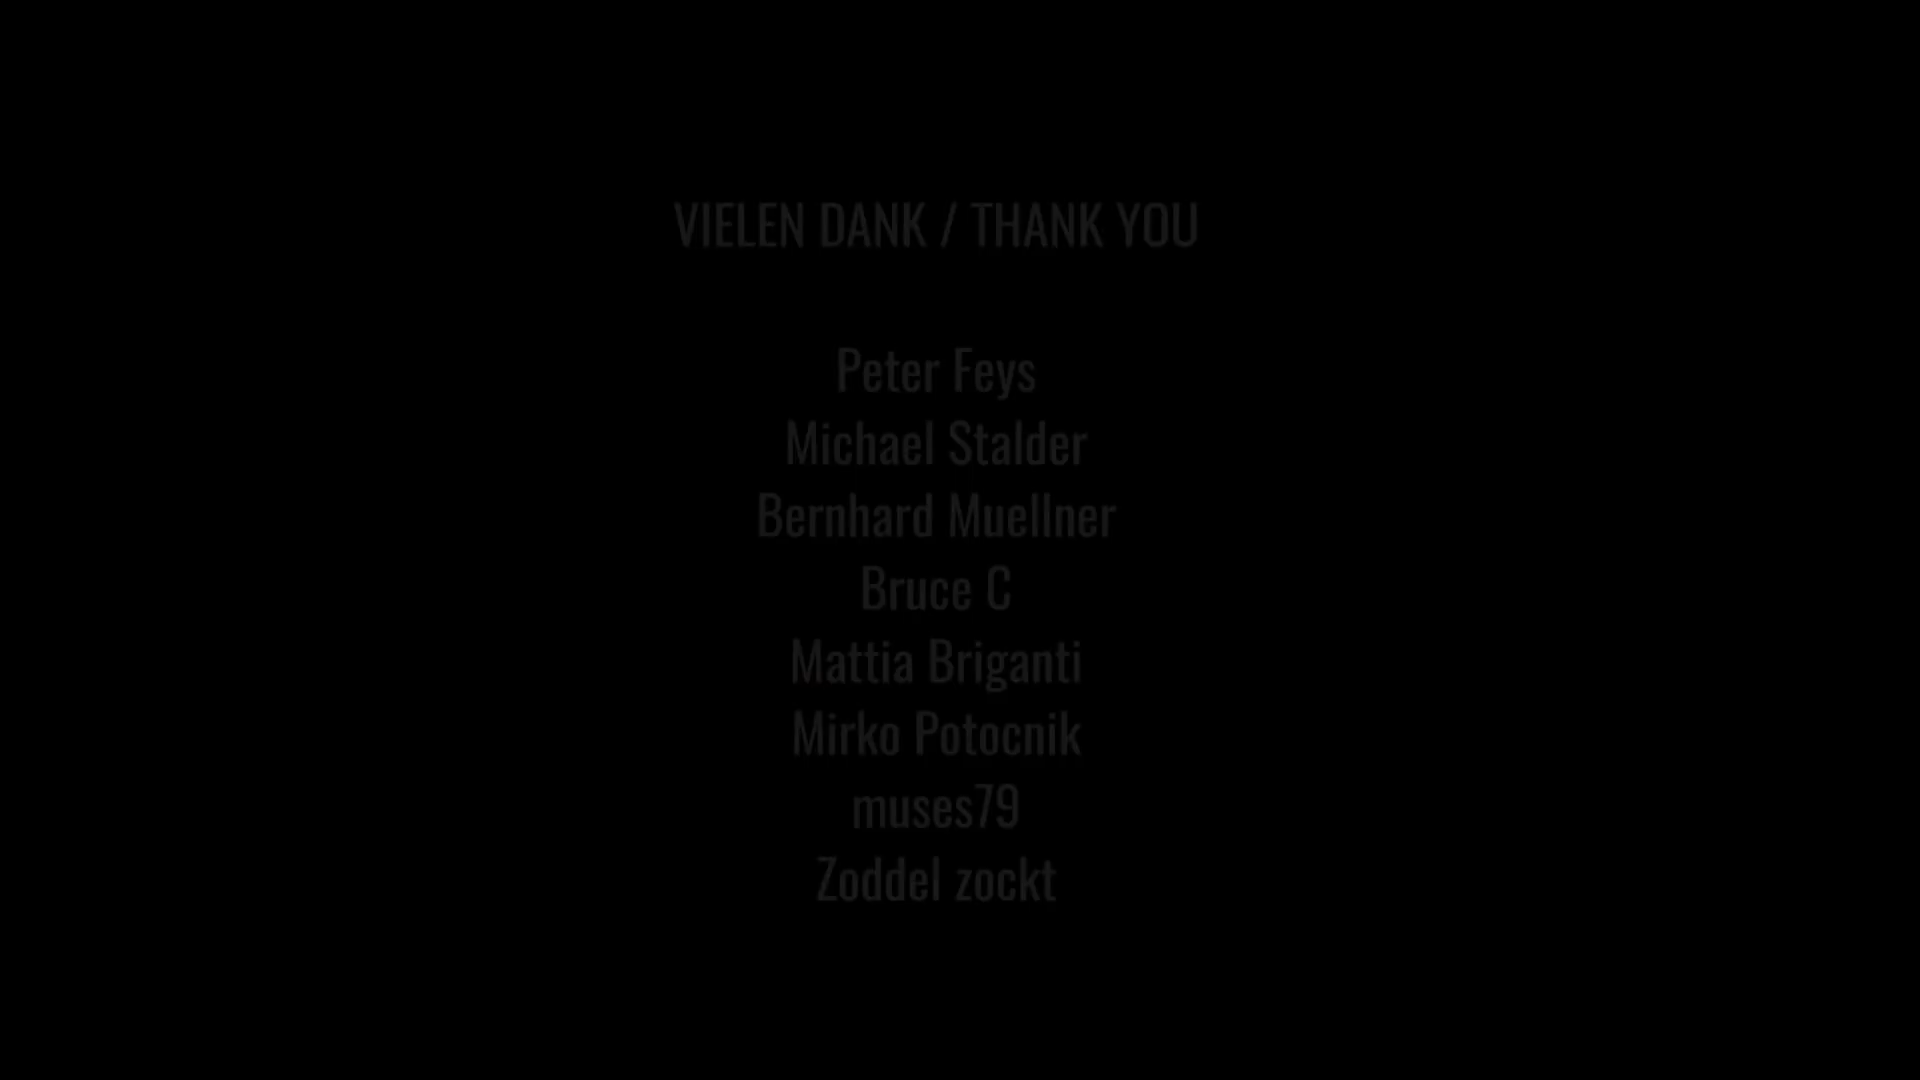 VIELEN DANK / THANK YOU
Peter Feys
Michael Stalder
Bernhard Muellner
Bruce C
Mattia Briganti
Mirko Potocnik
muses79
Zoddel zockt